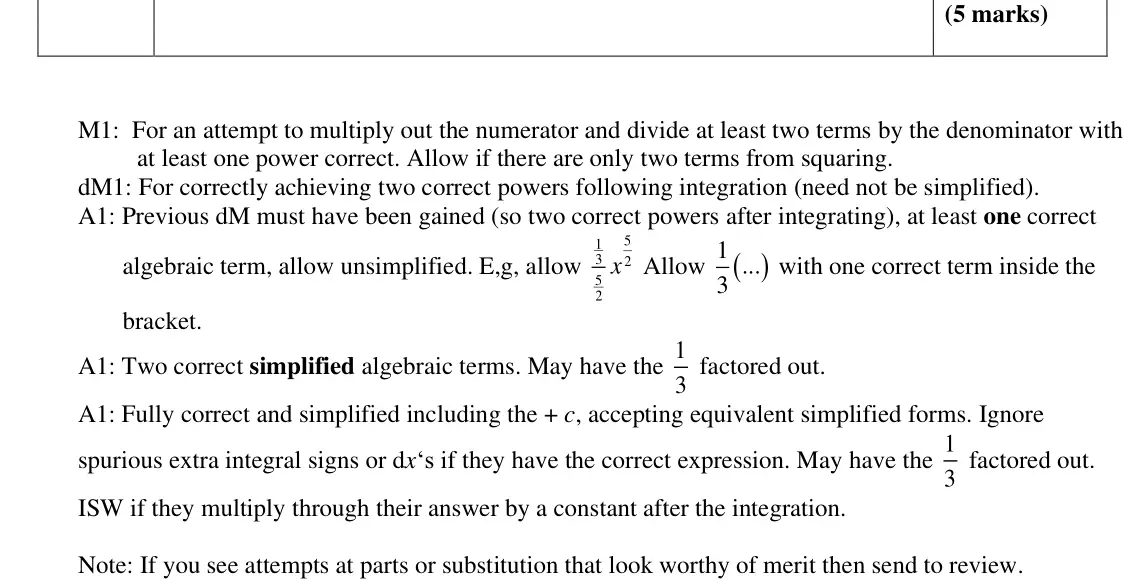 (5 marks)
M1: For an attempt to multiply out the numerator and divide at least two terms by the denominator with
at least one power correct. Allow if there are only two terms from squaring.
dM1: For correctly achieving two correct powers following integration (need not be simplified).
A1: Previous dM must have been gained (so two correct powers after integrating), at least one correct
algebraic term, allow unsimplified. E,g, allow $\frac{\frac{1}{3}}{\frac{5}{2}}x^{\frac{5}{2}}$ Allow $\frac{1}{3}(...)$ with one correct term inside the
bracket.
A1: Two correct simplified algebraic terms. May have the $\frac{1}{3}$ factored out.
A1: Fully correct and simplified including the + c, accepting equivalent simplified forms. Ignore
spurious extra integral signs or dx‘s if they have the correct expression. May have the $\frac{1}{3}$ factored out.
ISW if they multiply through their answer by a constant after the integration.
Note: If you see attempts at parts or substitution that look worthy of merit then send to review.